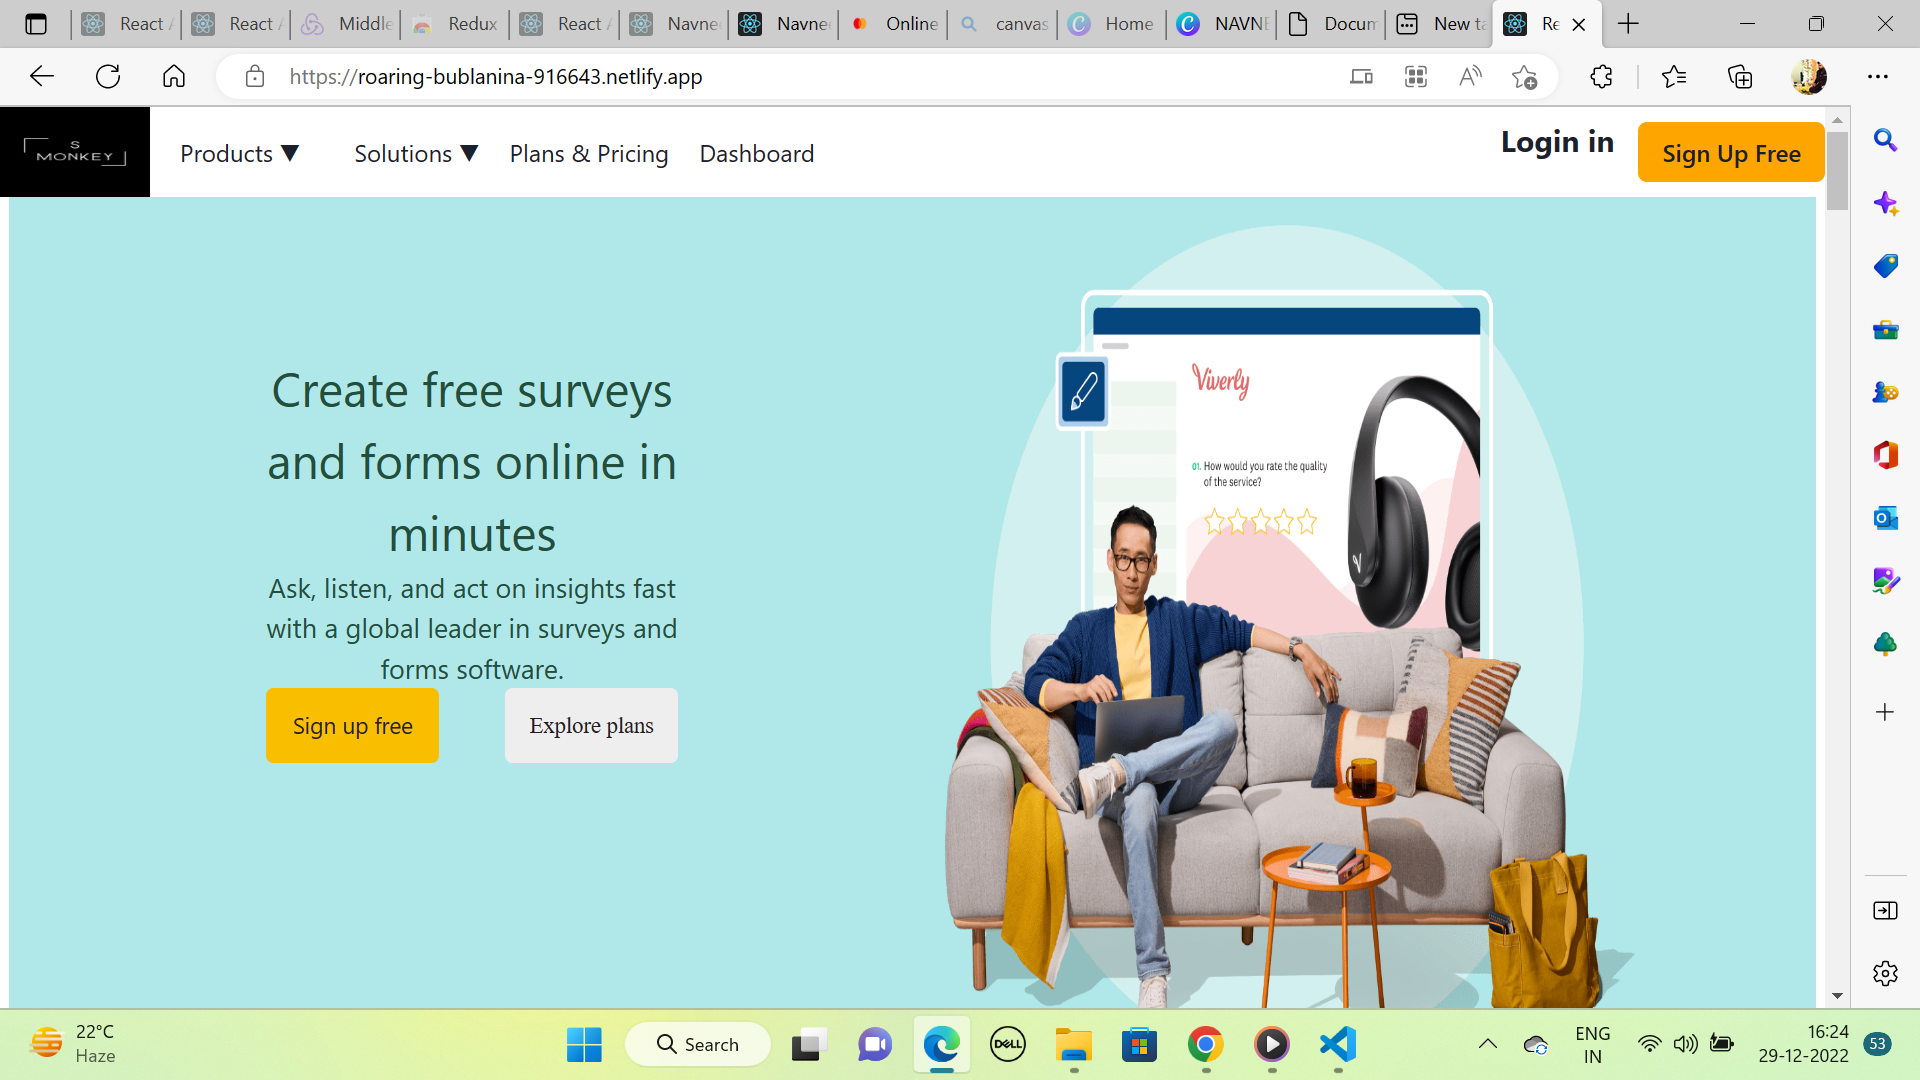 React A
React A
Middle
Redux
React A
Navnee
Navnee
Online
canvas
Home
NAVNE
Docum
New ta
Re
https://roaring-bublanina-916643.netlify.app
S
MONKEY
Products ▼
Solutions ▼
Plans & Pricing
Dashboard
Login in
Sign Up Free
Create free surveys
and forms online in
minutes
Ask, listen, and act on insights fast
with a global leader in surveys and
forms software.
Sign up free
Explore plans
Viverly
01. How would you rate the quality
of the service?
22°C
Haze
Search
DELL
ENG
IN
16:24
29-12-2022
53